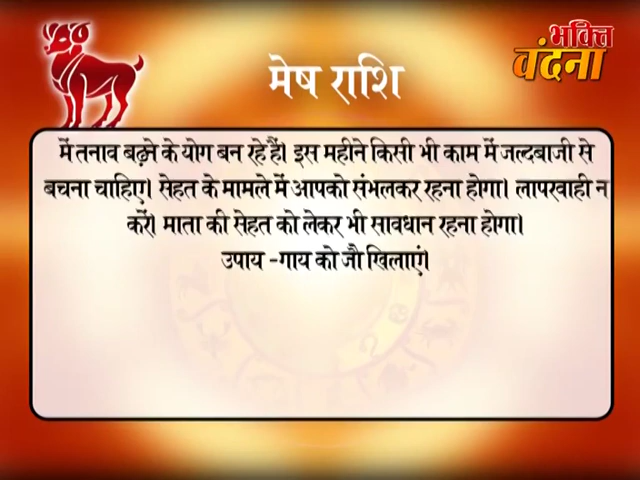 भक्ति
वंदना
मेष राशि
में तनाव बढ़ने के योग बन रहे हैं। इस महीने किसी भी काम में जल्दबाजी से
बचना चाहिए। सेहत के मामले में आपको संभलकर रहना होगा। लापरवाही न
करें। माता की सेहत को लेकर भी सावधान रहना होगा।
उपाय -गाय को जौ खिलाएं।